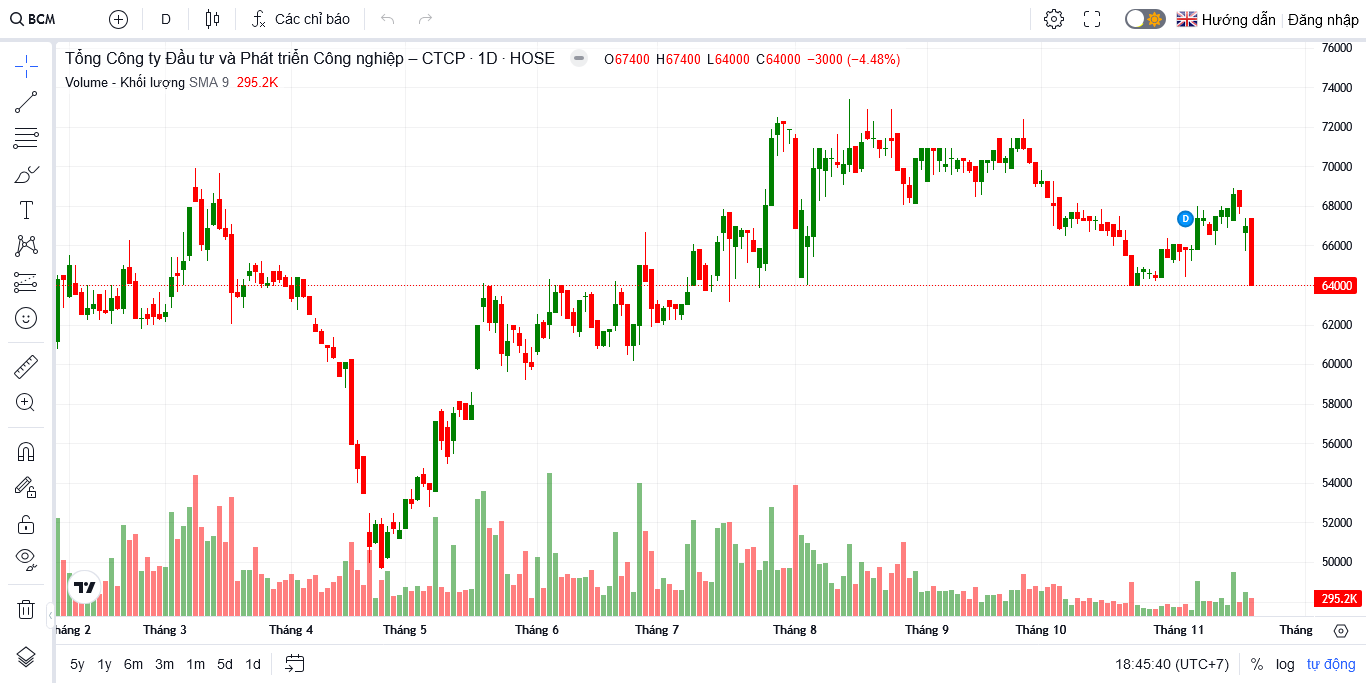 BCM D Các chỉ báo Hướng dẫn Đăng nhập
Tổng Công ty Đầu tư và Phát triển Công nghiệp – CTCP · 1D · HOSE O67400 H67400 L64000 C64000 −3000 (−4.48%)
Volume - Khối lượng SMA 9 295.2K
76000
74000
72000
70000
68000
D
66000
64000
62000
60000
58000
56000
54000
52000
50000
295.2K
háng 2 Tháng 3 Tháng 4 Tháng 5 Tháng 6 Tháng 7 Tháng 8 Tháng 9 Tháng 10 Tháng 11 Tháng
5y 1y 6m 3m 1m 5d 1d 18:45:40 (UTC+7) % log tự động